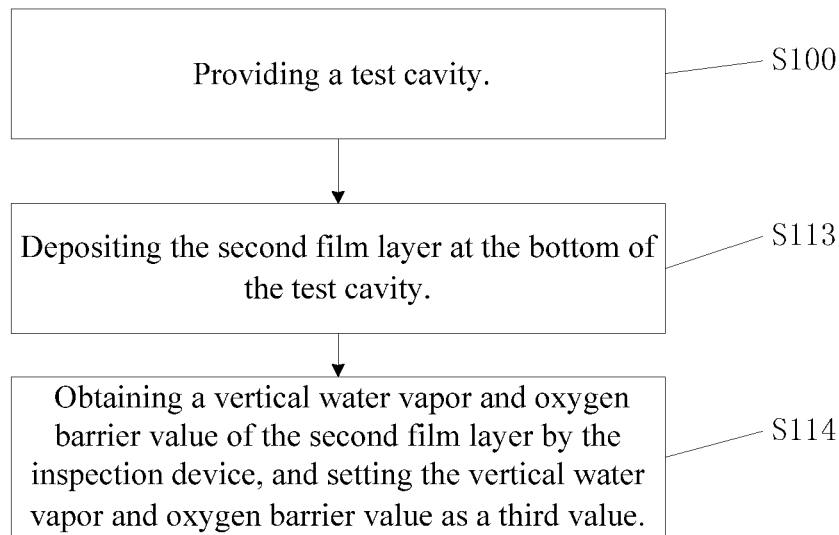 Providing a test cavity.
S100
Depositing the second film layer at the bottom of
the test cavity.
S113
Obtaining a vertical water vapor and oxygen
barrier value of the second film layer by the
inspection device, and setting the vertical water
vapor and oxygen barrier value as a third value.
S114